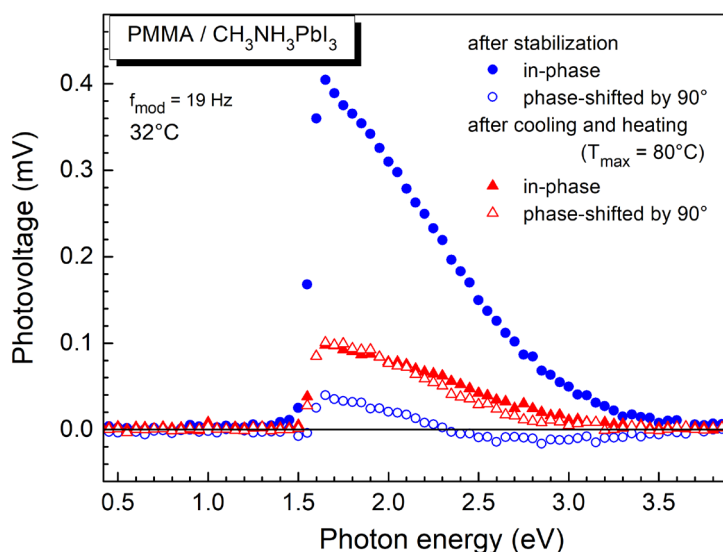 PMMA / CH₃NH₃PbI₃
f_mod = 19 Hz
32°C
after stabilization
in-phase
phase-shifted by 90°
after cooling and heating
(T_max = 80°C)
in-phase
phase-shifted by 90°
Photovoltage (mV)
0.4
0.3
0.2
0.1
0.0
0.5 1.0 1.5 2.0 2.5 3.0 3.5
Photon energy (eV)